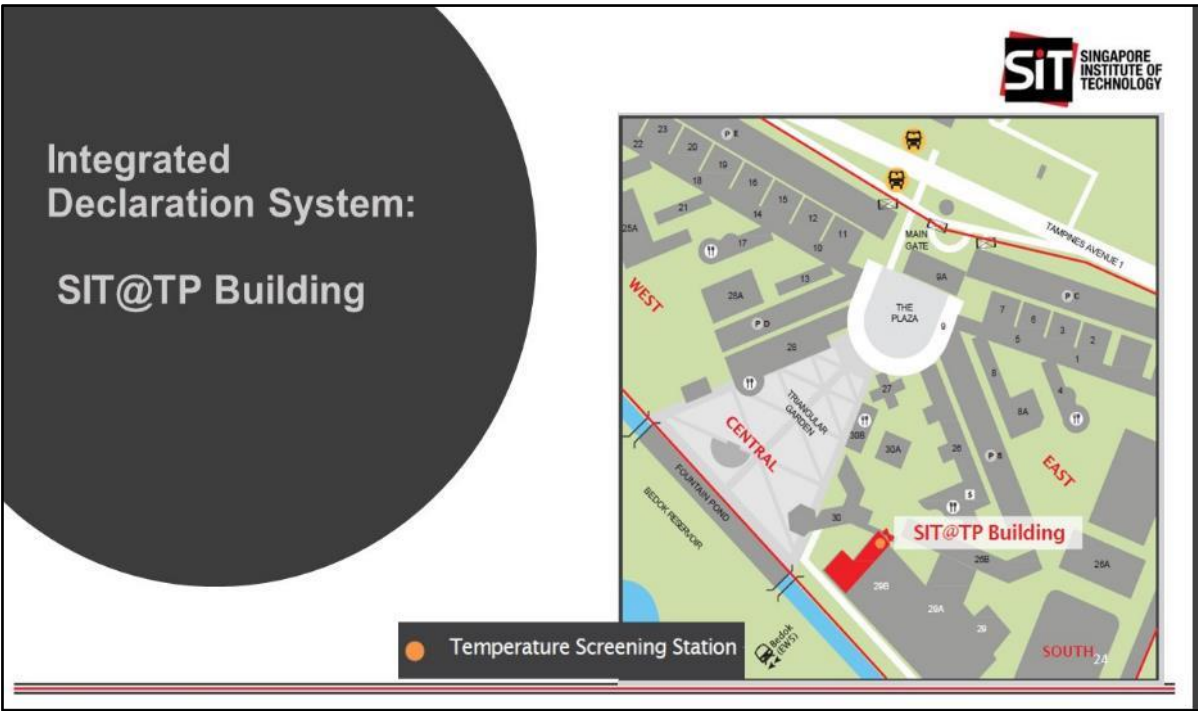 SiT
SINGAPORE
INSTITUTE OF
TECHNOLOGY
Integrated
Declaration System:
SIT@TP Building
23
22
20
19
18
16
15
14
12
11
10
21
17
25A
28A
13
P E
MAIN
GATE
TAMPINES AVENUE 1
WEST
9A
THE
PLAZA
9
P C
7
6
5
3
2
1
P D
28
8
4
8A
27
TRIANGULAR
GARDEN
30B
30A
26
P B
EAST
CENTRAL
FOUNTAIN POND
BEDOK RESERVOIR
30
S
SIT@TP Building
26B
26A
29B
29A
29
SOUTH
24
Bedok
(EWS)
Temperature Screening Station